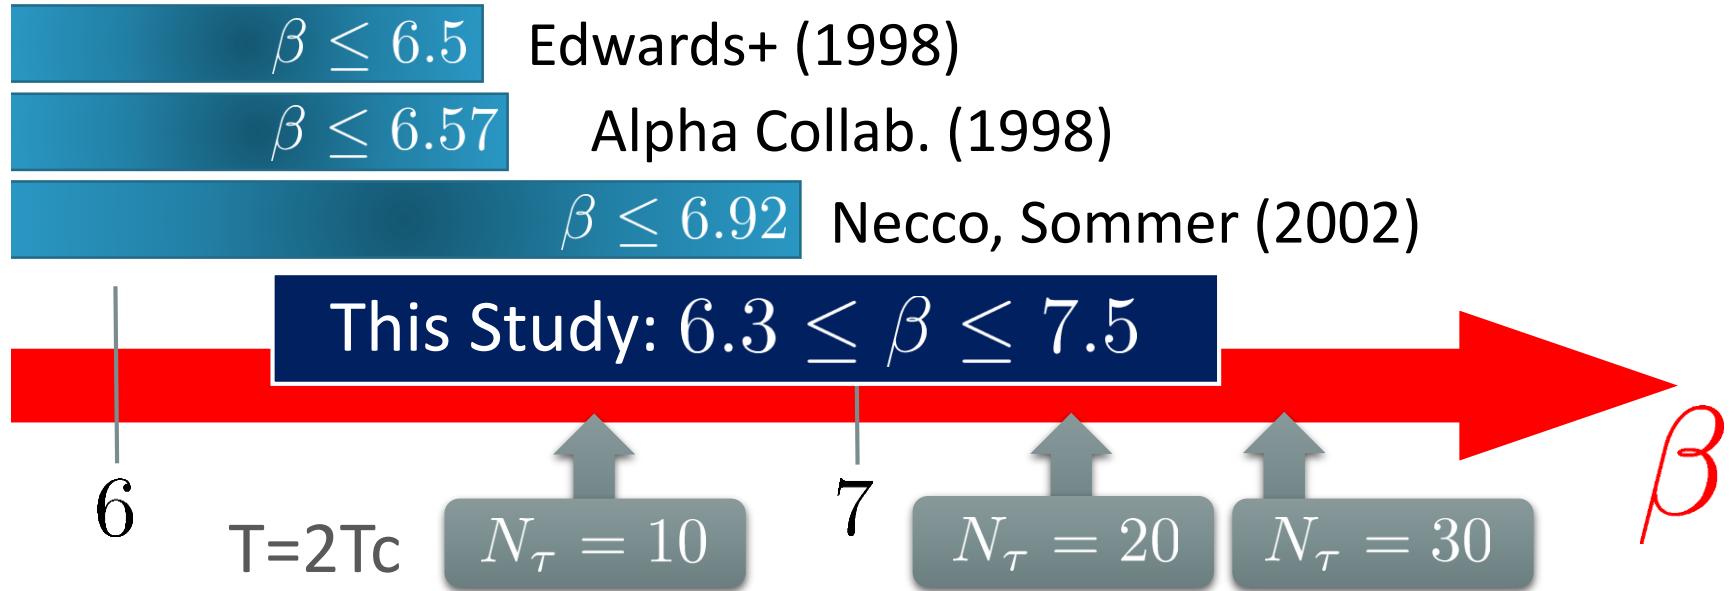 β ≤ 6.5 Edwards+ (1998)
β ≤ 6.57 Alpha Collab. (1998)
β ≤ 6.92 Necco, Sommer (2002)
This Study: 6.3 ≤ β ≤ 7.5
β
6 7
T=2Tc N_τ = 10 N_τ = 20 N_τ = 30